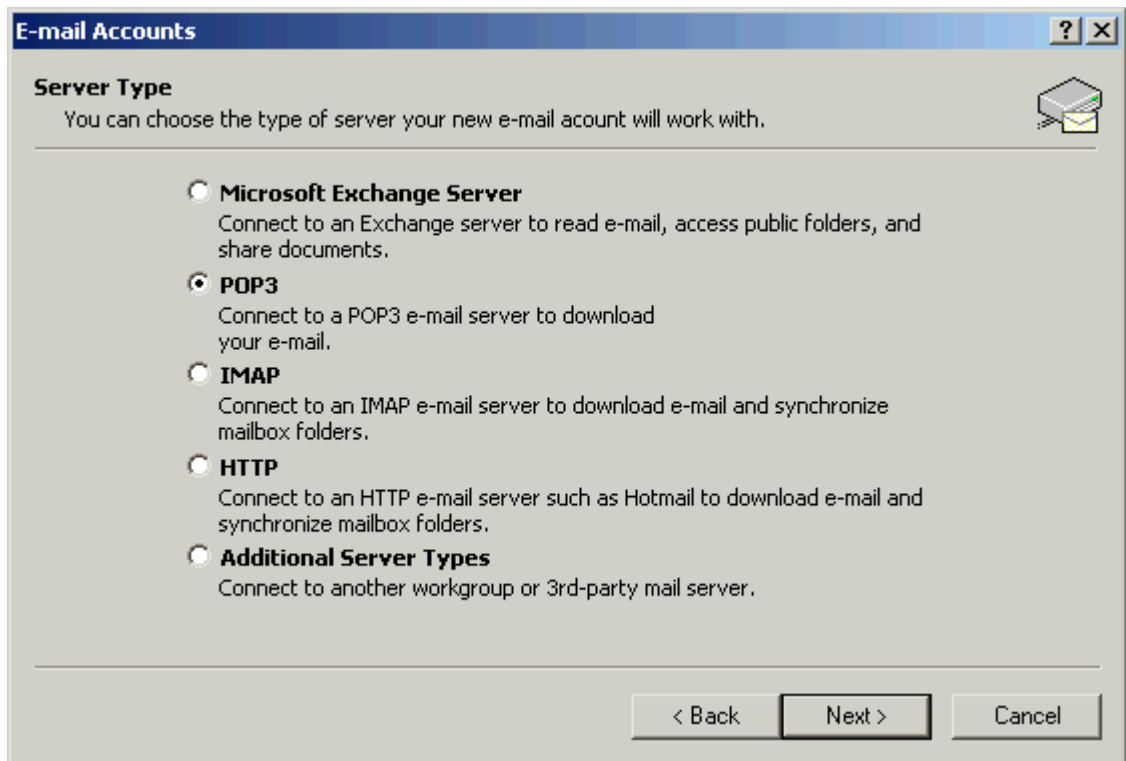 E-mail Accounts
Server Type
You can choose the type of server your new e-mail acount will work with.
Microsoft Exchange Server
Connect to an Exchange server to read e-mail, access public folders, and
share documents.
POP3
Connect to a POP3 e-mail server to download
your e-mail.
IMAP
Connect to an IMAP e-mail server to download e-mail and synchronize
mailbox folders.
HTTP
Connect to an HTTP e-mail server such as Hotmail to download e-mail and
synchronize mailbox folders.
Additional Server Types
Connect to another workgroup or 3rd-party mail server.
< Back Next > Cancel